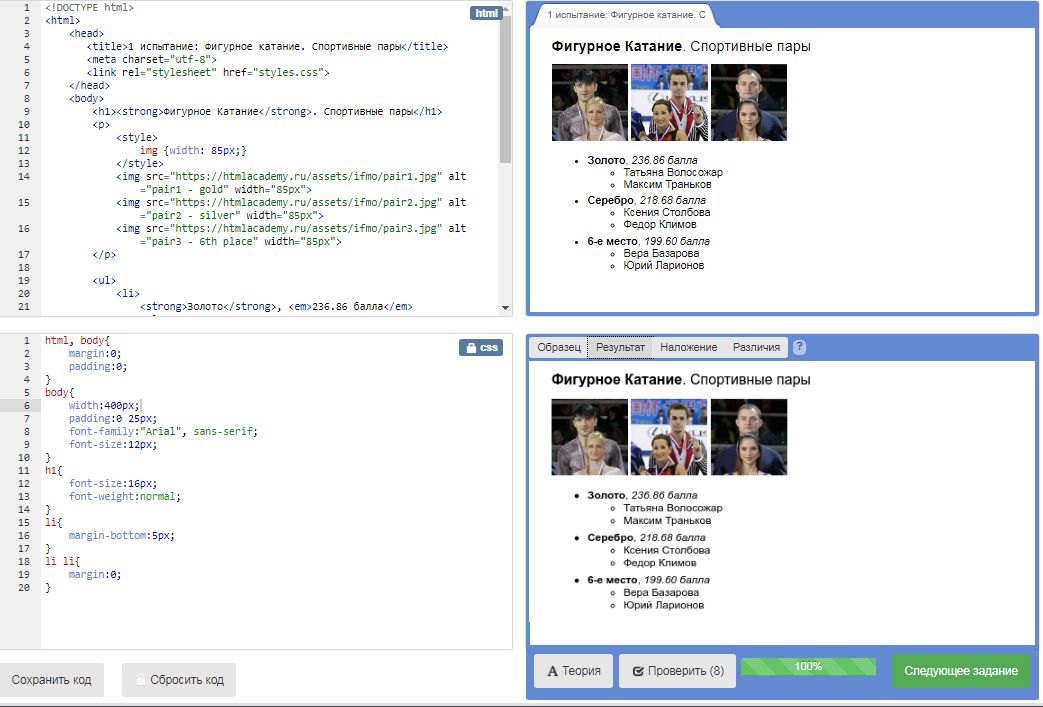 1 <!DOCTYPE html>
2 <html>
3 <head>
4 <title>1 испытание: Фигурное катание. Спортивные пары</title>
5 <meta charset="utf-8">
6 <link rel="stylesheet" href="styles.css">
7 </head>
8 <body>
9 <h1><strong>Фигурное Катание</strong>. Спортивные пары</h1>
10 <p>
11 <style>
12 img {width: 85px;}
13 </style>
14 <img src="https://htmlacademy.ru/assets/ifmo/pair1.jpg" alt
="pair1 - gold" width="85px">
15 <img src="https://htmlacademy.ru/assets/ifmo/pair2.jpg" alt
="pair2 - silver" width="85px">
16 <img src="https://htmlacademy.ru/assets/ifmo/pair3.jpg" alt
="pair3 - 6th place" width="85px">
17 </p>
18
19 <ul>
20 <li>
21 <strong>Золото</strong>, <em>236.86 балла</em>
html
1 испытание: Фигурное катание. С
Фигурное Катание. Спортивные пары
Золото, 236.86 балла
Татьяна Волосожар
Максим Траньков
Серебро, 218.68 балла
Ксения Столбова
Федор Климов
6-е место, 199.60 балла
Вера Базарова
Юрий Ларионов
1 html, body{
2 margin:0;
3 padding:0;
4 }
5 body{
6 width:400px;
7 padding:0 25px;
8 font-family:"Arial", sans-serif;
9 font-size:12px;
10 }
11 h1{
12 font-size:16px;
13 font-weight:normal;
14 }
15 li{
16 margin-bottom:5px;
17 }
18 li li{
19 margin:0;
20 }
css
Образец Результат Наложение Различия ?
Фигурное Катание. Спортивные пары
Золото, 236.86 балла
Татьяна Волосожар
Максим Траньков
Серебро, 218.68 балла
Ксения Столбова
Федор Климов
6-е место, 199.60 балла
Вера Базарова
Юрий Ларионов
Сохранить код Сбросить код
A Теория Проверить (8) 100% Следующее задание